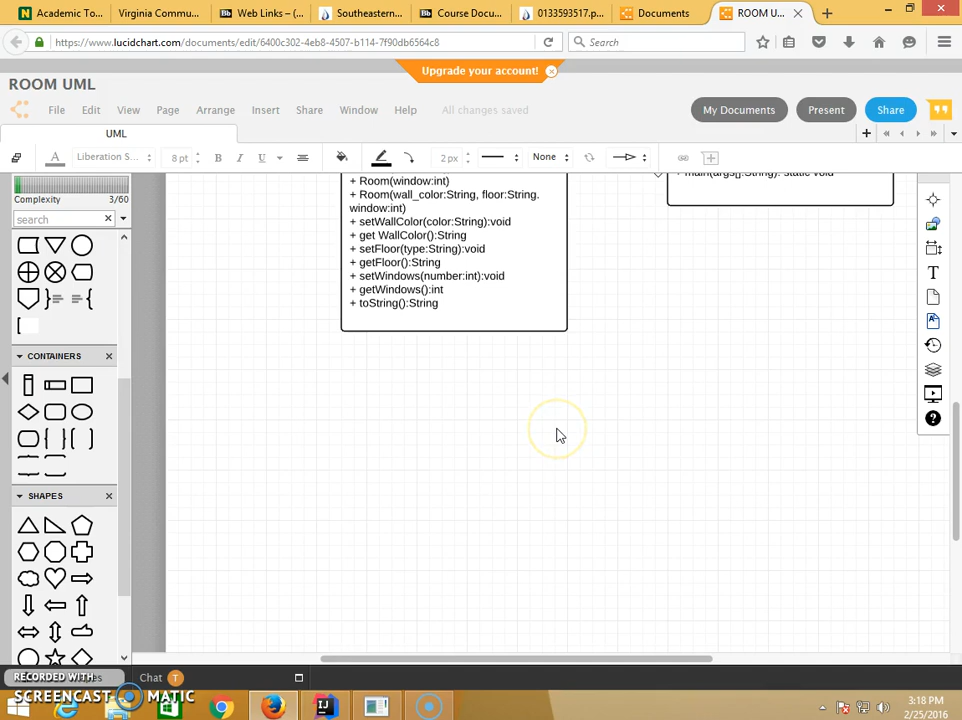 Academic To...
Virginia Commu...
Web Links – (...
Southeastern...
Course Docu...
0133593517.p...
Documents
ROOM U...
https://www.lucidchart.com/documents/edit/6400c302-4eb8-4507-b114-7f90db6564c8
Search
Upgrade your account!
ROOM UML
File Edit View Page Arrange Insert Share Window Help All changes saved
My Documents Present Share
UML
Liberation S... 8 pt B I U 2 px None
Complexity 3/60
search
CONTAINERS
SHAPES
+ Room(window:int)
+ Room(wall_color:String, floor:String.
window:int)
+ setWallColor(color:String):void
+ get WallColor():String
+ setFloor(type:String):void
+ getFloor():String
+ setWindows(number:int):void
+ getWindows():int
+ toString():String
+ main(args[]:String): static void
Chat T
RECORDED WITH
SCREENCAST MATIC
3:18 PM
2/25/2016